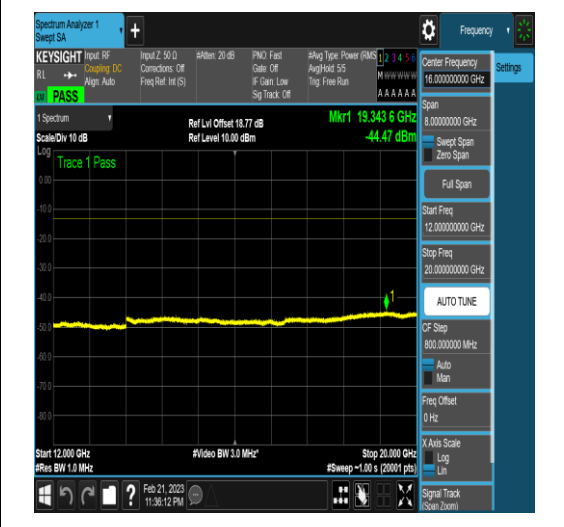 Spectrum Analyzer 1
Swept SA
+
Frequency
KEYSIGHT
RL
Input: RF
Coupling: DC
Align: Auto
Input Z: 50 Ω
Corrections: Off
Freq Ref: Int (S)
#Atten: 20 dB
PNO: Fast
Gate: Off
IF Gain: Low
Sig Track: Off
#Avg Type: Power (RMS
Avg|Hold: 5/5
Trig: Free Run
1 2 3 4 5 6
M W W W W W
A A A A A A
PASS
1 Spectrum
Scale/Div 10 dB
Ref Lvl Offset 18.77 dB
Ref Level 10.00 dBm
Mkr1 19.343 6 GHz
-44.47 dBm
Log
Trace 1 Pass
0.00
-10.0
-20.0
-30.0
-40.0
-50.0
-60.0
-70.0
-80.0
1
Start 12.000 GHz
#Res BW 1.0 MHz
#Video BW 3.0 MHz*
Stop 20.000 GHz
#Sweep ~1.00 s (20001 pts)
Feb 21, 2023
11:36:12 PM
?
Center Frequency
16.000000000 GHz
Settings
Span
8.00000000 GHz
Swept Span
Zero Span
Full Span
Start Freq
12.000000000 GHz
Stop Freq
20.000000000 GHz
AUTO TUNE
CF Step
800.000000 MHz
Auto
Man
Freq Offset
0 Hz
X Axis Scale
Log
Lin
Signal Track
(Span Zoom)